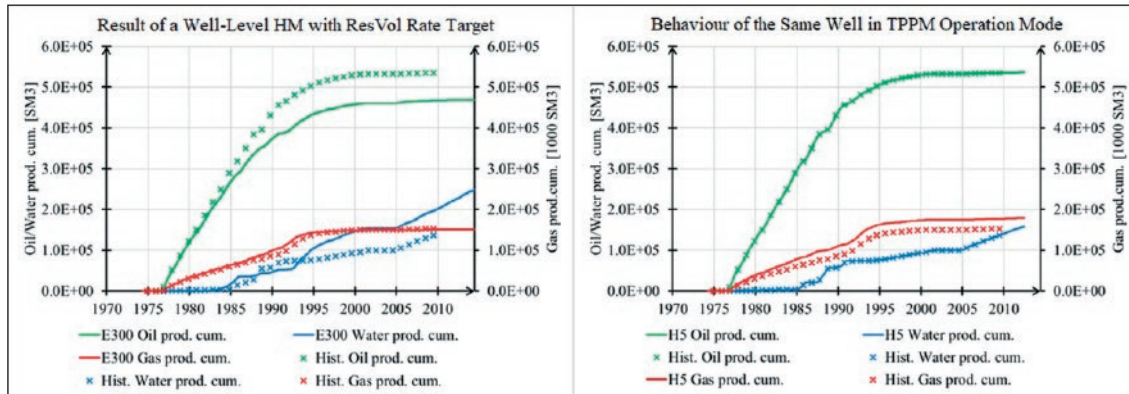 Result of a Well-Level HM with ResVol Rate Target
6.0E+05
5.0E+05
4.0E+05
3.0E+05
2.0E+05
1.0E+05
0.0E+00
Oil/Water prod. cum. [SM3]
6.0E+05
5.0E+05
4.0E+05
3.0E+05
2.0E+05
1.0E+05
0.0E+00
Gas prod.cum. [1000 SM3]
1970 1975 1980 1985 1990 1995 2000 2005 2010
E300 Oil prod. cum. E300 Water prod. cum.
E300 Gas prod. cum. Hist. Oil prod. cum.
Hist. Water prod. cum. Hist. Gas prod. cum.
Behaviour of the Same Well in TPPM Operation Mode
6.0E+05
5.0E+05
4.0E+05
3.0E+05
2.0E+05
1.0E+05
0.0E+00
Oil/Water prod. cum. [SM3]
6.0E+05
5.0E+05
4.0E+05
3.0E+05
2.0E+05
1.0E+05
0.0E+00
Gas prod.cum. [1000 SM3]
1970 1975 1980 1985 1990 1995 2000 2005 2010
H5 Oil prod. cum. H5 Water prod. cum.
Hist. Oil prod. cum. Hist. Water prod. cum.
H5 Gas prod. cum. Hist. Gas prod. cum.